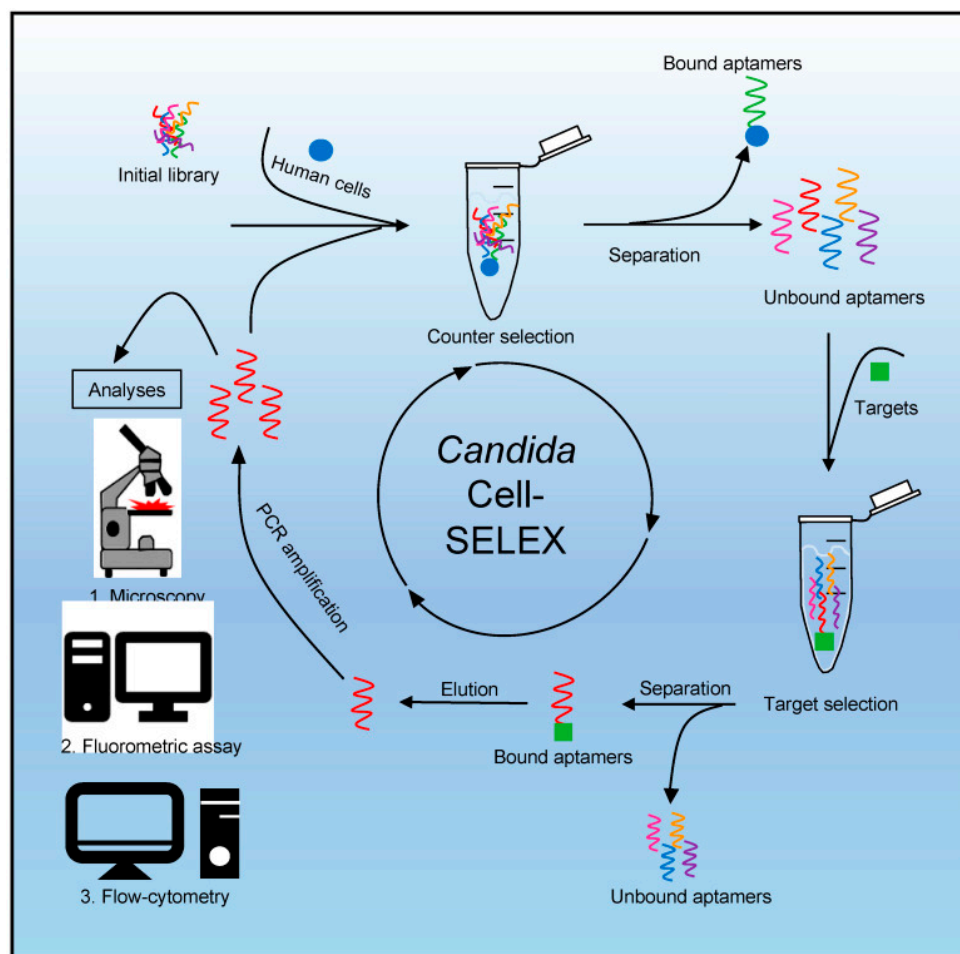 Bound aptamers
Initial library
Human cells
Separation
Unbound aptamers
Counter selection
Analyses
Targets
Candida
Cell-
SELEX
PCR amplification
1. Microscopy
Elution
Separation
Target selection
2. Fluorometric assay
Bound aptamers
Unbound aptamers
3. Flow-cytometry